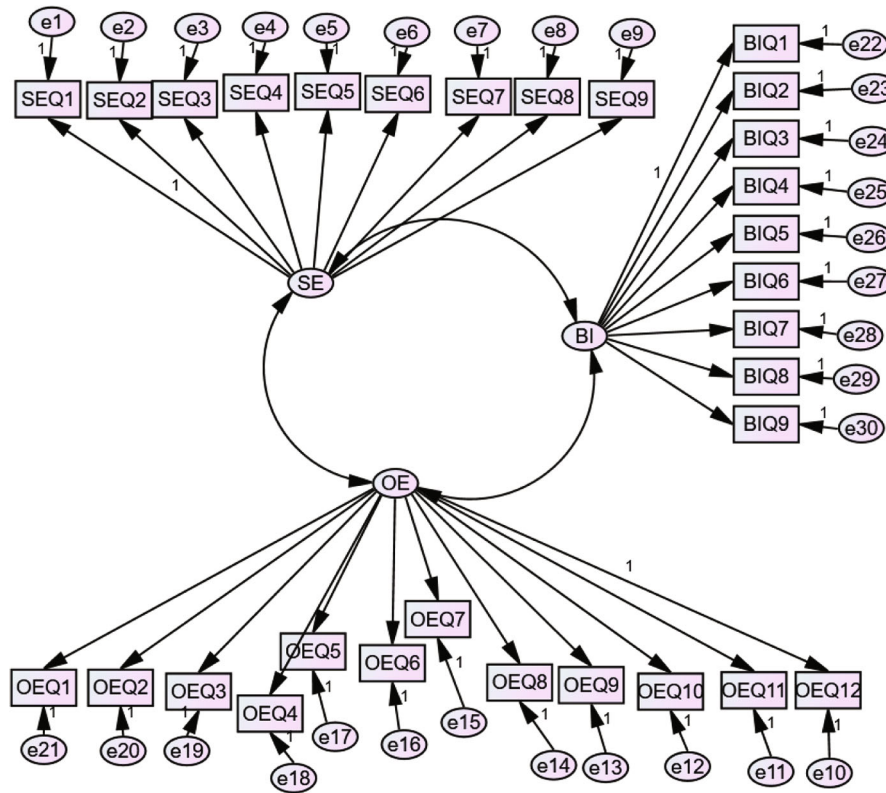 e1 e2 e3 e4 e5 e6 e7 e8 e9
1 1 1 1 1 1 1 1 1
SEQ1 SEQ2 SEQ3 SEQ4 SEQ5 SEQ6 SEQ7 SEQ8 SEQ9
1
SE
BIQ1 1 e22
BIQ2 1 e23
BIQ3 1 e24
1
BIQ4 1 e25
BIQ5 1 e26
BIQ6 1 e27
BIQ7 1 e28
BIQ8 1 e29
BIQ9 1 e30
BI
OE
1
OEQ1 OEQ2 OEQ3 OEQ4 OEQ5 OEQ6 OEQ7 OEQ8 OEQ9 OEQ10 OEQ11 OEQ12
1 1 1 1 1 1 1 1 1 1 1 1
e21 e20 e19 e18 e17 e16 e15 e14 e13 e12 e11 e10